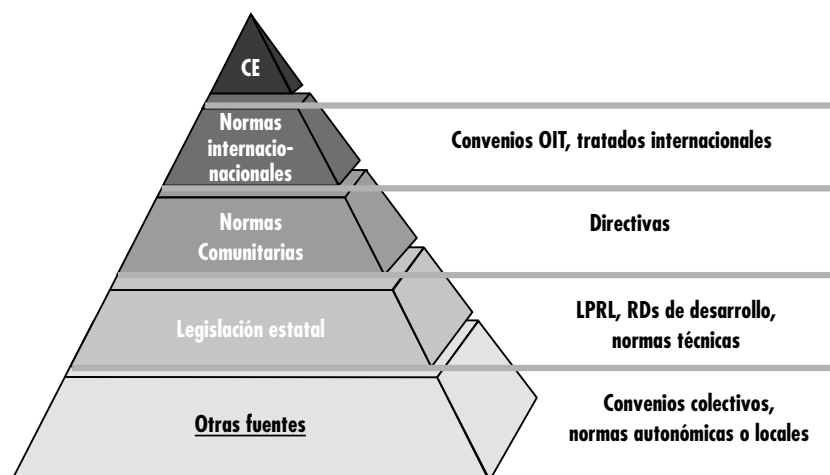 CE
Normas
internacio-
nacionales
Convenios OIT, tratados internacionales
Normas
Comunitarias
Directivas
Legislación estatal
LPRL, RDs de desarrollo,
normas técnicas
Otras fuentes
Convenios colectivos,
normas autonómicas o locales